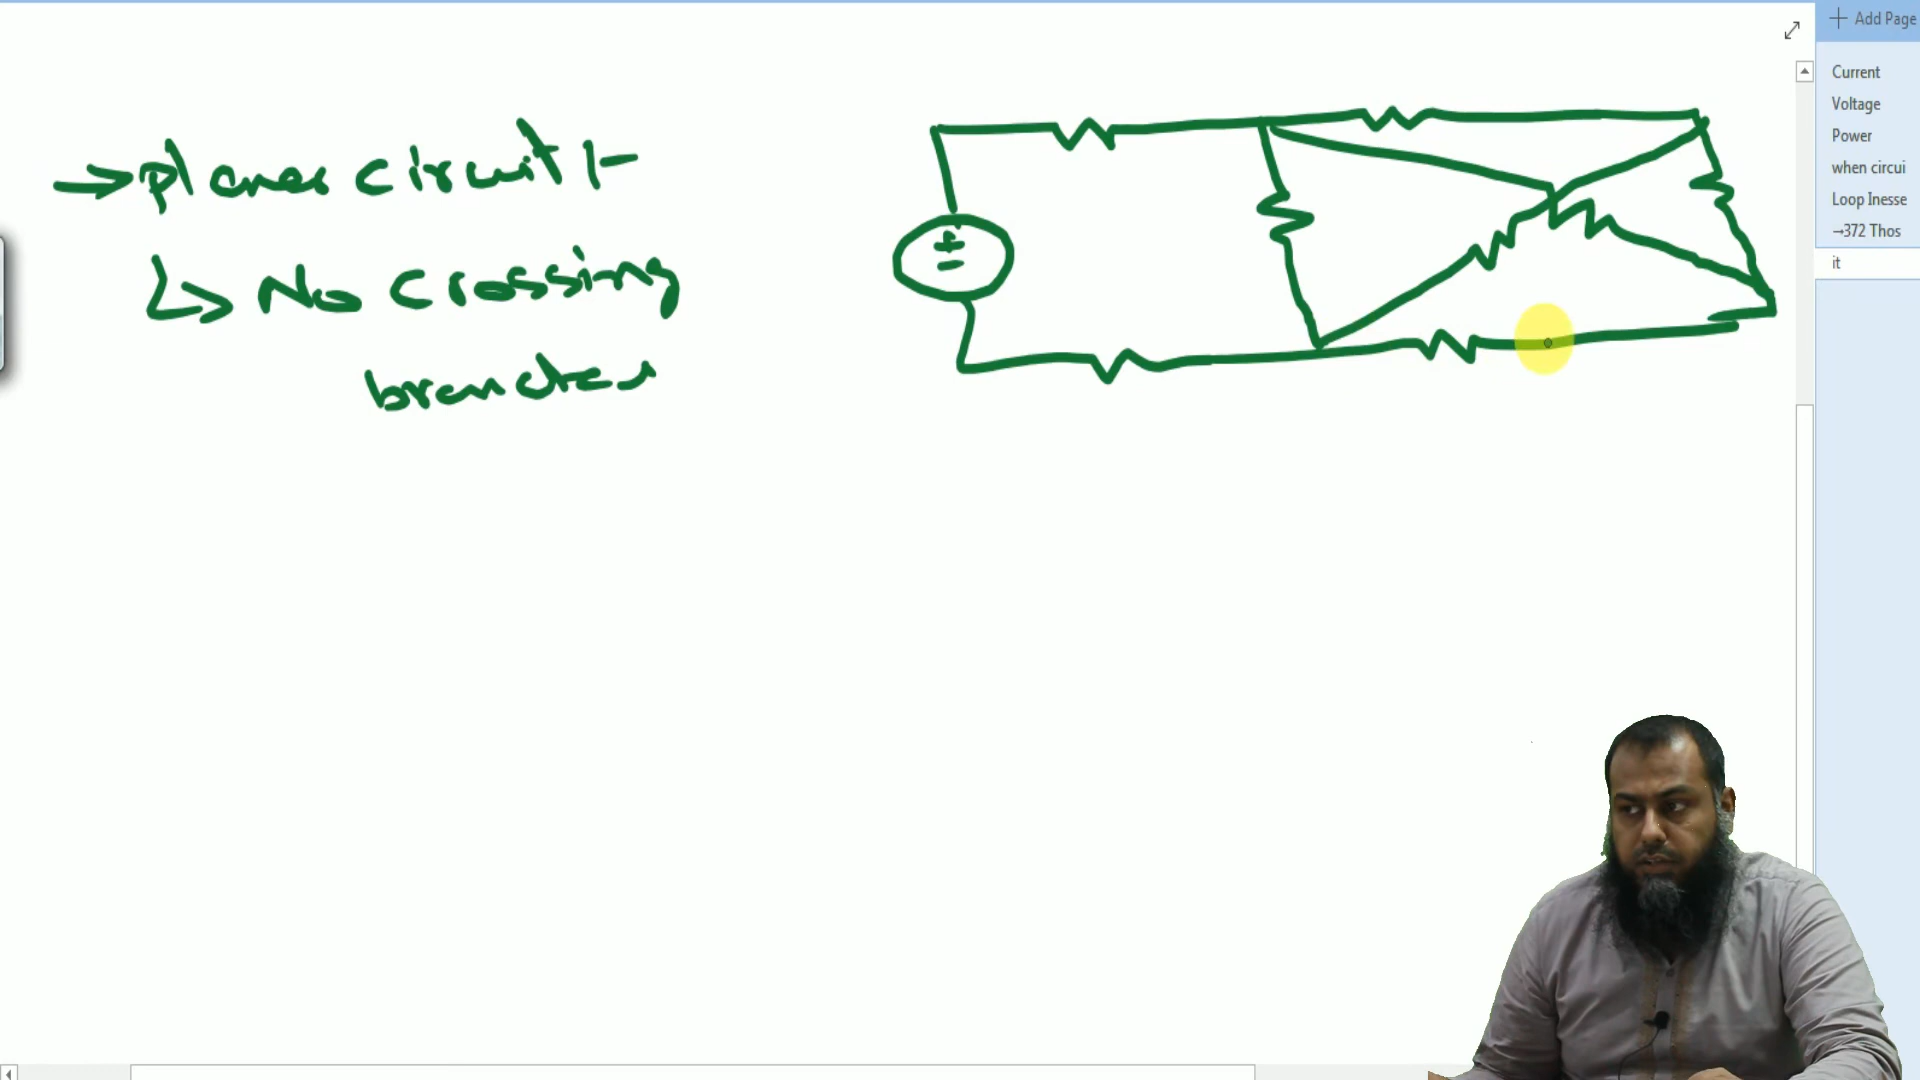 →planar circuit :-
↳ No crossing
branches
+ Add Page
Current
Voltage
Power
when circui
Loop Inesse
→372 Thos
it